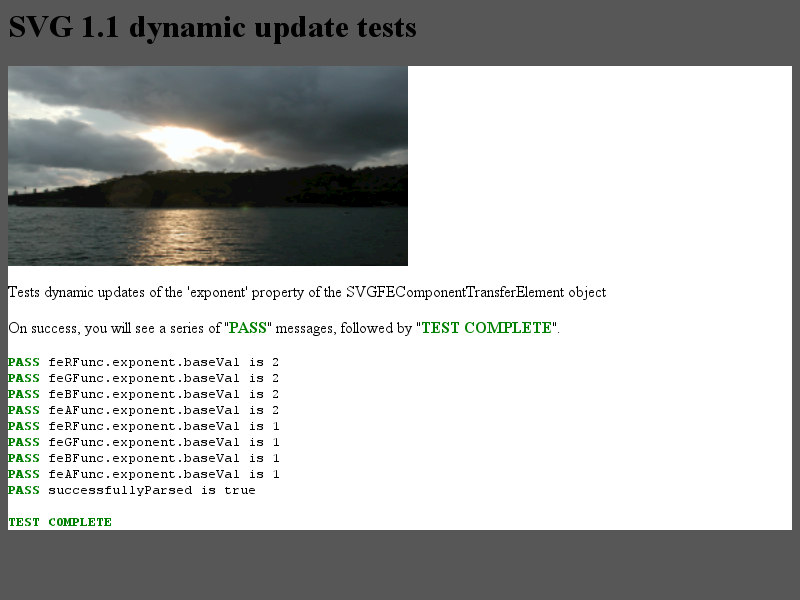 SVG 1.1 dynamic update tests
Tests dynamic updates of the 'exponent' property of the SVGFEComponentTransferElement object
On success, you will see a series of "PASS" messages, followed by "TEST COMPLETE".
PASS feRFunc.exponent.baseVal is 2
PASS feGFunc.exponent.baseVal is 2
PASS feBFunc.exponent.baseVal is 2
PASS feAFunc.exponent.baseVal is 2
PASS feRFunc.exponent.baseVal is 1
PASS feGFunc.exponent.baseVal is 1
PASS feBFunc.exponent.baseVal is 1
PASS feAFunc.exponent.baseVal is 1
PASS successfullyParsed is true
TEST COMPLETE